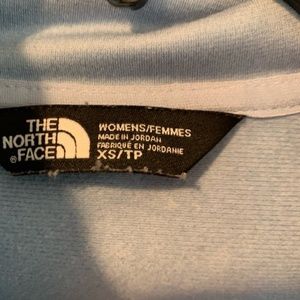 THE
NORTH
®FACE
WOMENS/FEMMES
MADE IN JORDAN
FABRIQUÉ EN JORDANIE
XS/TP